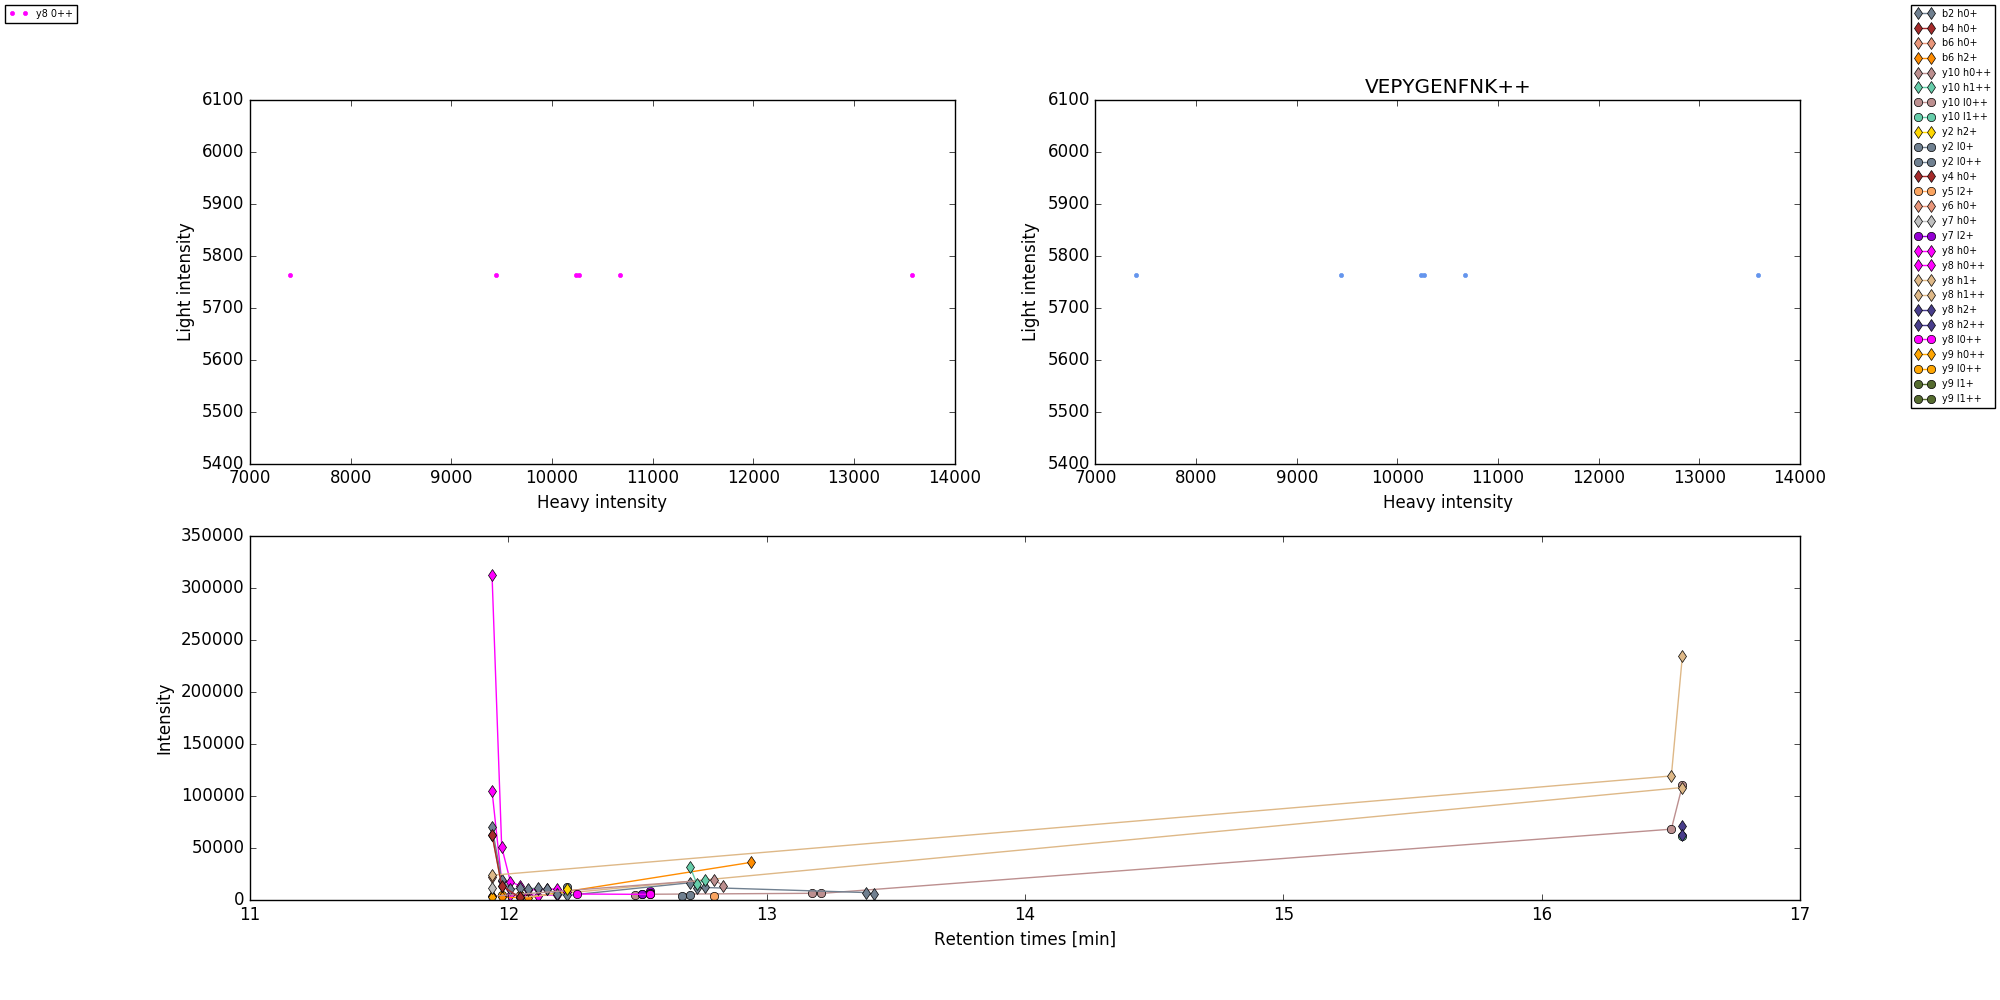 y8 0++
b2 h0+
b4 h0+
b6 h0+
b6 h2+
y10 h0++
y10 h1++
y10 l0++
y10 l1++
y2 h2+
y2 l0+
y2 l0++
y4 h0+
y5 l2+
y6 h0+
y7 h0+
y7 l2+
y8 h0+
y8 h0++
y8 h1+
y8 h1++
y8 h2+
y8 h2++
y8 l0++
y9 h0++
y9 l0++
y9 l1+
y9 l1++
6100
6000
5900
5800
5700
5600
5500
5400
Light intensity
7000 8000 9000 10000 11000 12000 13000 14000
Heavy intensity
VEPYGENFNK++
6100
6000
5900
5800
5700
5600
5500
5400
Light intensity
7000 8000 9000 10000 11000 12000 13000 14000
Heavy intensity
350000
300000
250000
200000
150000
100000
50000
0
Intensity
11 12 13 14 15 16 17
Retention times [min]